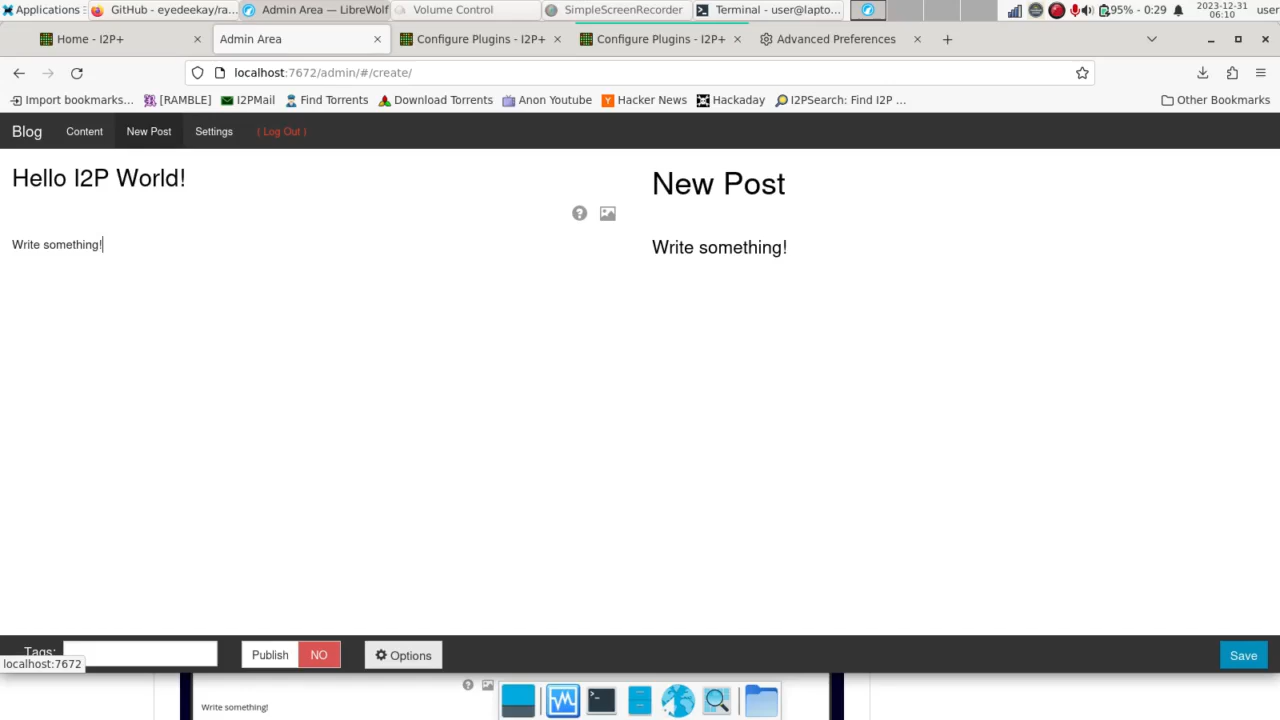 Applications GitHub - eyedeekay/ra... Admin Area — LibreWolf Volume Control SimpleScreenRecorder Terminal - user@lapto... 95% - 0:29 2023-12-31 06:10 user
Home - I2P+ Admin Area Configure Plugins - I2P+ Configure Plugins - I2P+ Advanced Preferences
localhost:7672/admin/#/create/
Import bookmarks... [RAMBLE] I2PMail Find Torrents Download Torrents Anon Youtube Hacker News Hackaday I2PSearch: Find I2P ... Other Bookmarks
Blog Content New Post Settings ( Log Out )
Hello I2P World!
New Post
Write something!
Write something!
Tags: Publish NO Options Save
localhost:7672
Write something!